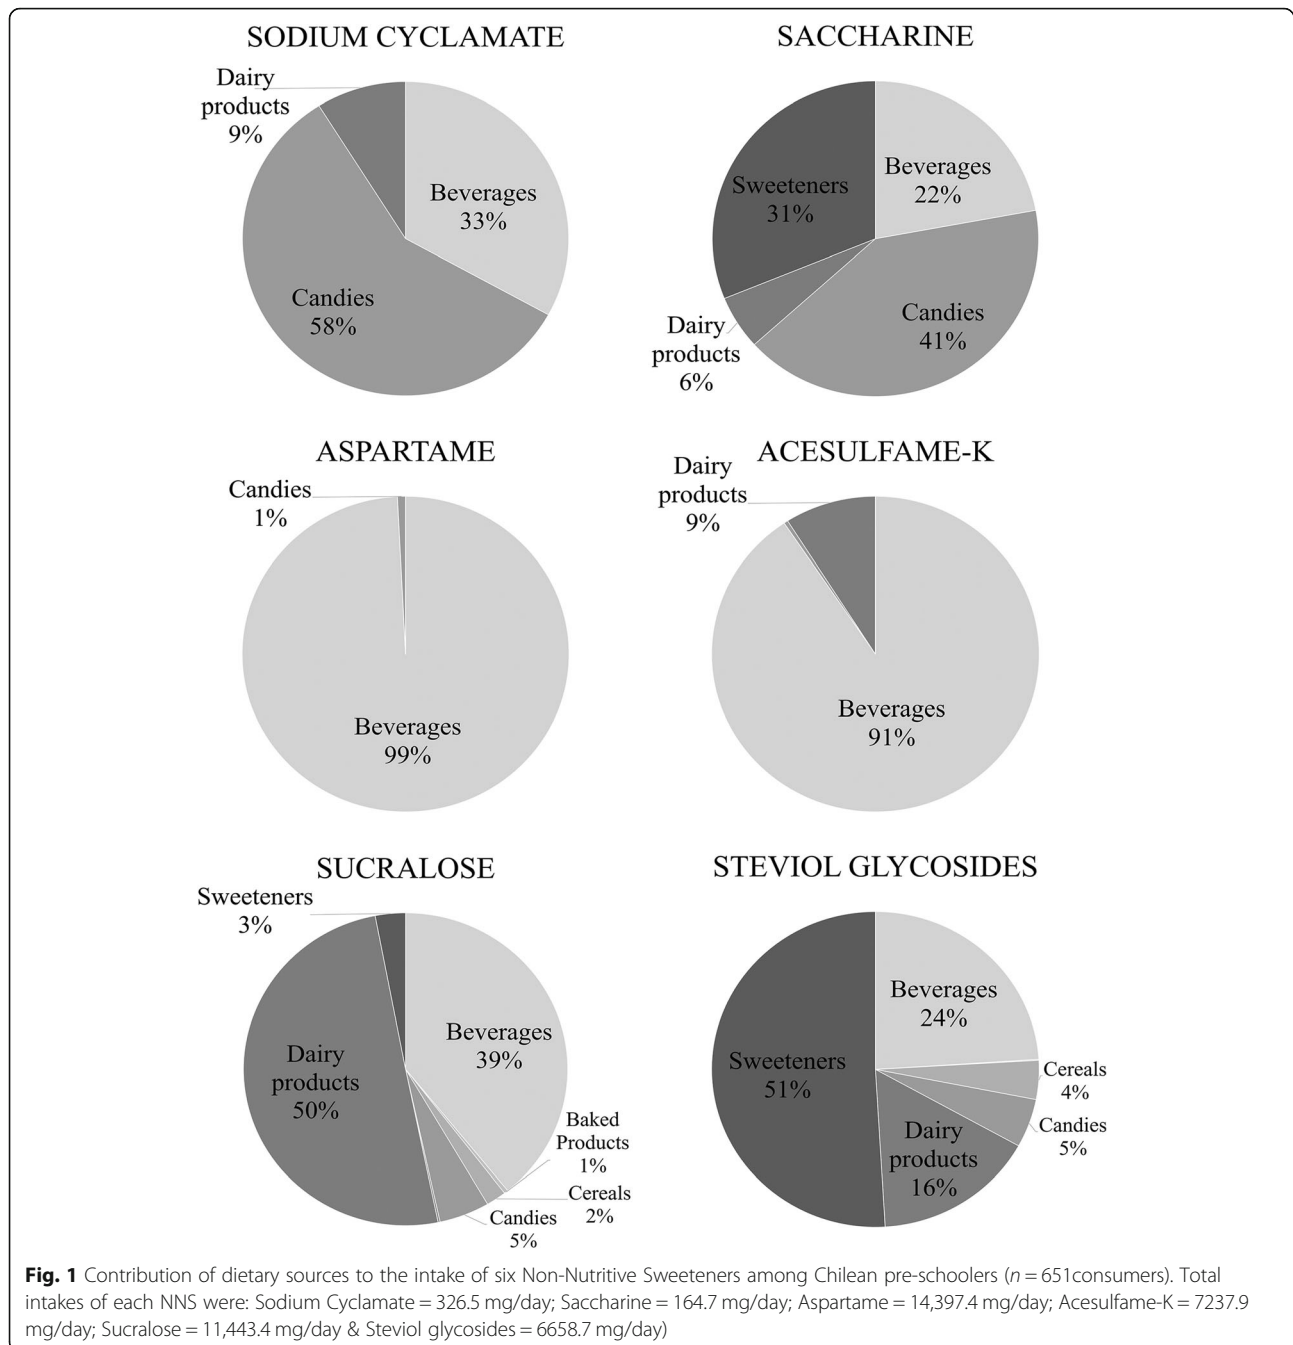 SODIUM CYCLAMATE
Dairy
products
9%
Beverages
33%
Candies
58%
SACCHARINE
Sweeteners
31%
Beverages
22%
Candies
41%
Dairy
products
6%
ASPARTAME
Candies
1%
Beverages
99%
ACESULFAME-K
Dairy
products
9%
Beverages
91%
SUCRALOSE
Sweeteners
3%
Beverages
39%
Dairy
products
50%
Baked
Products
1%
Cereals
2%
Candies
5%
STEVIOL GLYCOSIDES
Beverages
24%
Sweeteners
51%
Cereals
4%
Candies
5%
Dairy
products
16%
Fig. 1 Contribution of dietary sources to the intake of six Non-Nutritive Sweeteners among Chilean pre-schoolers (n = 651consumers). Total
intakes of each NNS were: Sodium Cyclamate = 326.5 mg/day; Saccharine = 164.7 mg/day; Aspartame = 14,397.4 mg/day; Acesulfame-K = 7237.9
mg/day; Sucralose = 11,443.4 mg/day & Steviol glycosides = 6658.7 mg/day)